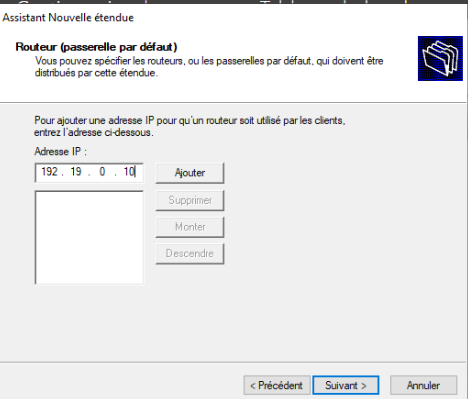 Assistant Nouvelle étendue
Routeur (passerelle par défaut)
Vous pouvez spécifier les routeurs, ou les passerelles par défaut, qui doivent être
distribués par cette étendue.
Pour ajouter une adresse IP pour qu'un routeur soit utilisé par les clients,
entrez l'adresse ci-dessous.
Adresse IP :
192 . 19 . 0 . 10
Ajouter
Supprimer
Monter
Descendre
< Précédent
Suivant >
Annuler